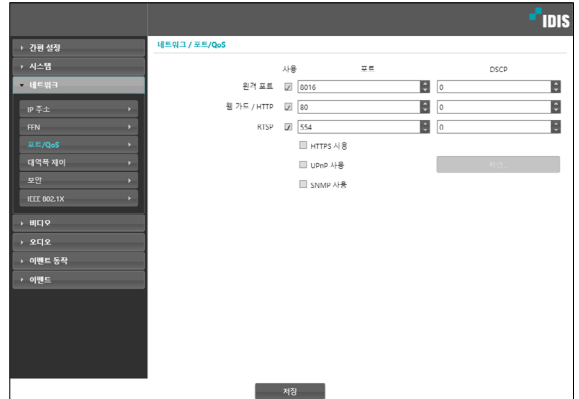 IDIS
간편 설정
시스템
네트워크
IP 주소
FEN
포트/QoS
대역폭 제어
보안
IEEE 802.1X
비디오
오디오
이벤트 동작
이벤트
네트워크 / 포트/QoS
사용 포트 DSCP
원격 포트 8016 0
웹 가드 / HTTP 80 0
RTSP 554 0
HTTPS 사용
UPnP 사용
SNMP 사용
저장